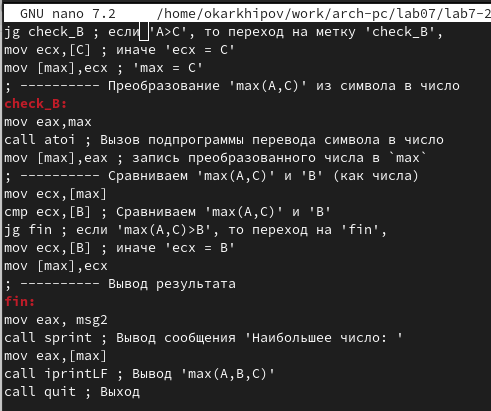 GNU nano 7.2 /home/okarkhipov/work/arch-pc/lab07/lab7-2
jg check_B ; если 'A>C', то переход на метку 'check_B',
mov ecx,[C] ; иначе 'ecx = C'
mov [max],ecx ; 'max = C'
; ---------- Преобразование 'max(A,C)' из символа в число
check_B:
mov eax,max
call atoi ; Вызов подпрограммы перевода символа в число
mov [max],eax ; запись преобразованного числа в `max`
; ---------- Сравниваем 'max(A,C)' и 'B' (как числа)
mov ecx,[max]
cmp ecx,[B] ; Сравниваем 'max(A,C)' и 'B'
jg fin ; если 'max(A,C)>B', то переход на 'fin',
mov ecx,[B] ; иначе 'ecx = B'
mov [max],ecx
; ---------- Вывод результата
fin:
mov eax, msg2
call sprint ; Вывод сообщения 'Наибольшее число: '
mov eax,[max]
call iprintLF ; Вывод 'max(A,B,C)'
call quit ; Выход